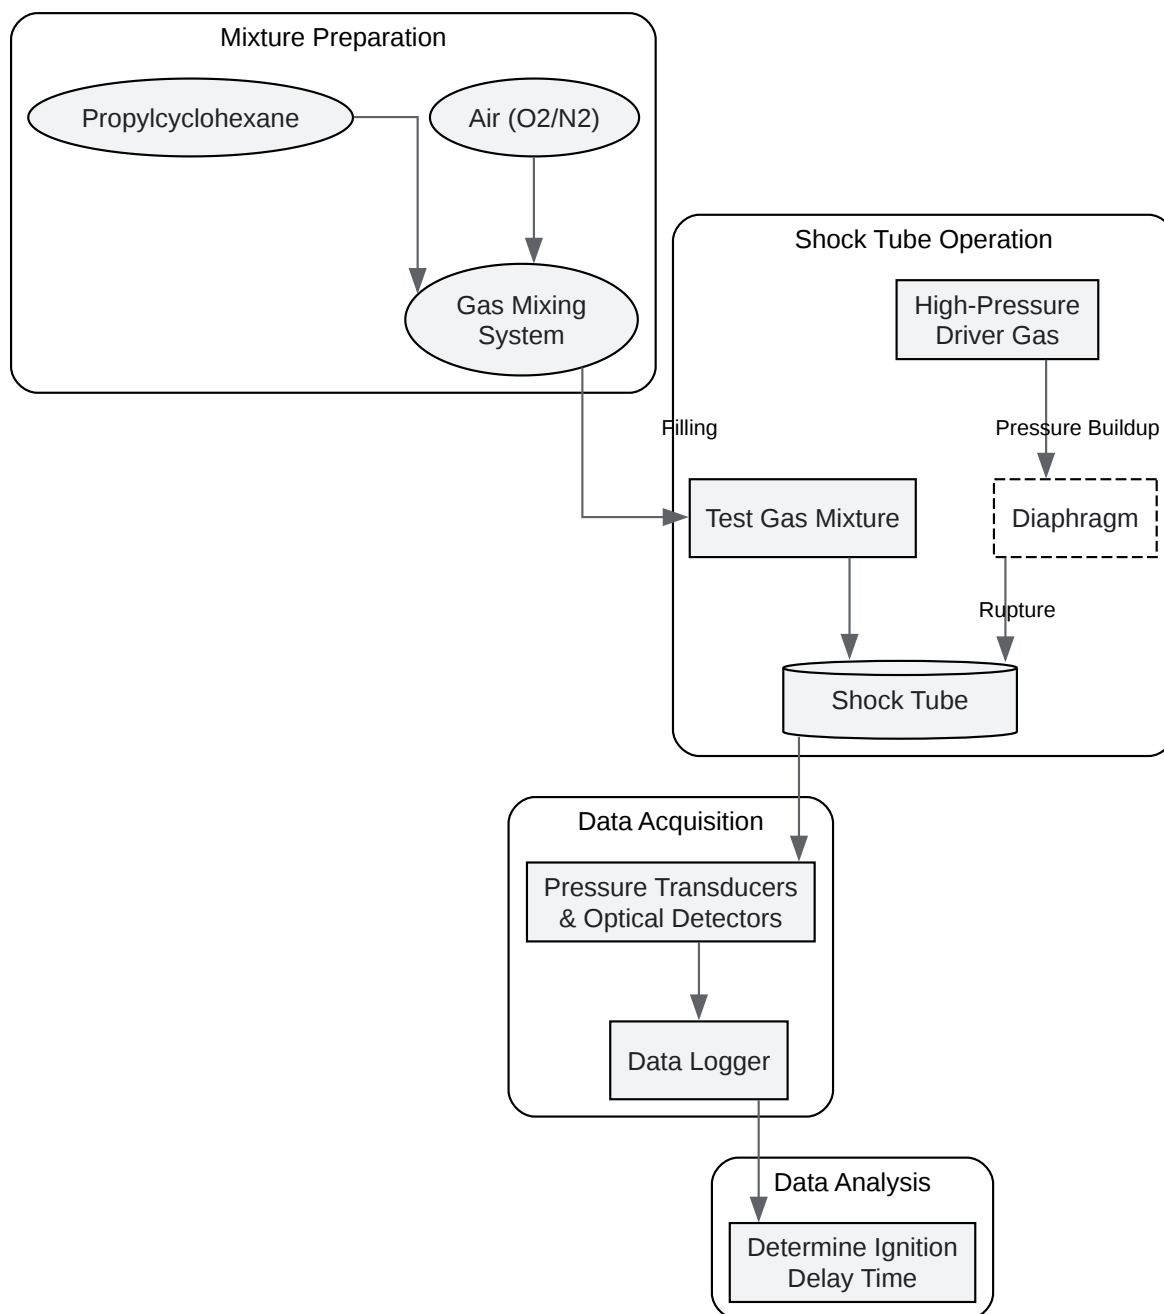 Mixture Preparation
Propylcyclohexane
Air (O2/N2)
Gas Mixing
System
Shock Tube Operation
High-Pressure
Driver Gas
Filling
Pressure Buildup
Test Gas Mixture
Diaphragm
Rupture
Shock Tube
Data Acquisition
Pressure Transducers
& Optical Detectors
Data Logger
Data Analysis
Determine Ignition
Delay Time